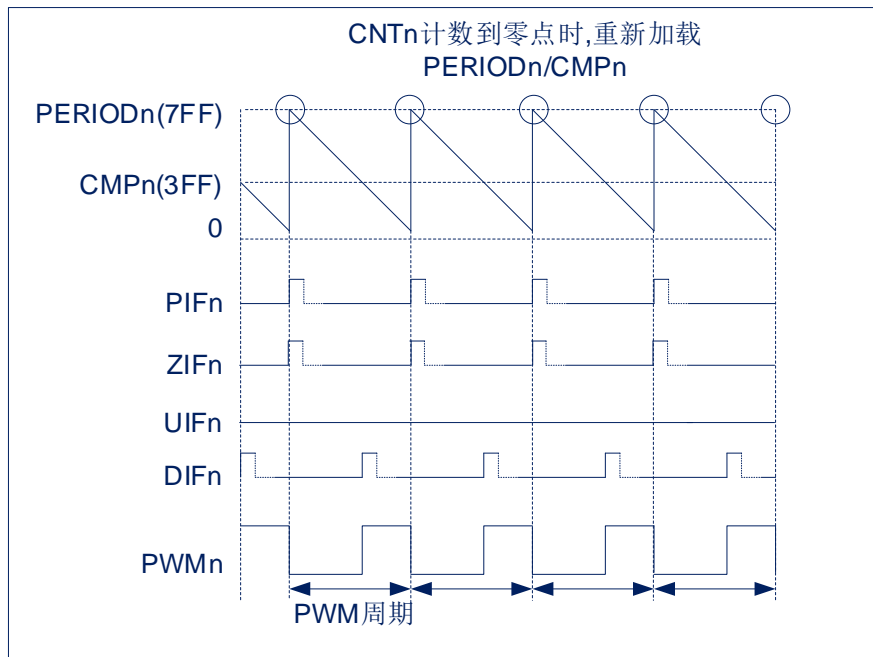 CNTn计数到零点时,重新加载
PERIODn/CMPn
PERIODn(7FF)
CMPn(3FF)
0
PIFn
ZIFn
UIFn
DIFn
PWMn
PWM周期